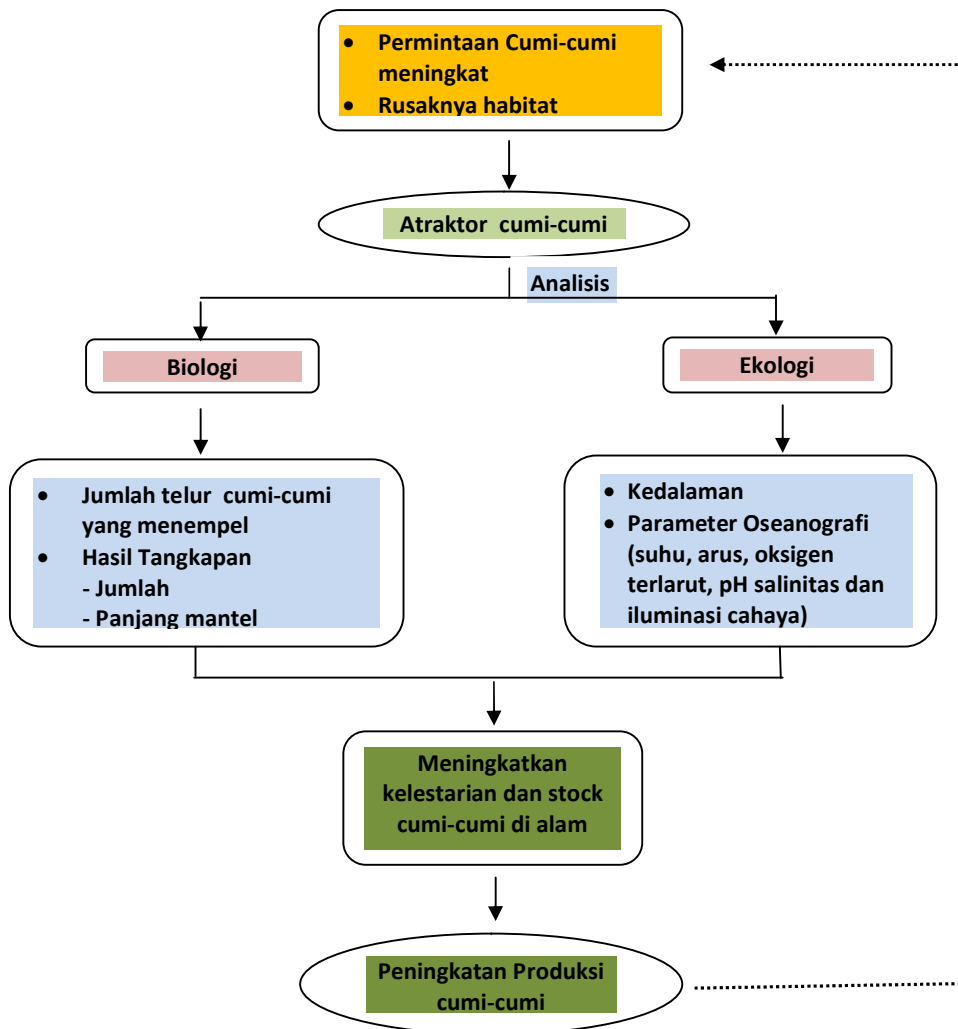 • Permintaan Cumi-cumi
meningkat
• Rusaknya habitat
Atraktor cumi-cumi
Analisis
Biologi
Ekologi
• Jumlah telur cumi-cumi
yang menempel
• Hasil Tangkapan
- Jumlah
- Panjang mantel
• Kedalaman
• Parameter Oseanografi
(suhu, arus, oksigen
terlarut, pH salinitas dan
iluminasi cahaya)
Meningkatkan
kelestarian dan stock
cumi-cumi di alam
Peningkatan Produksi
cumi-cumi